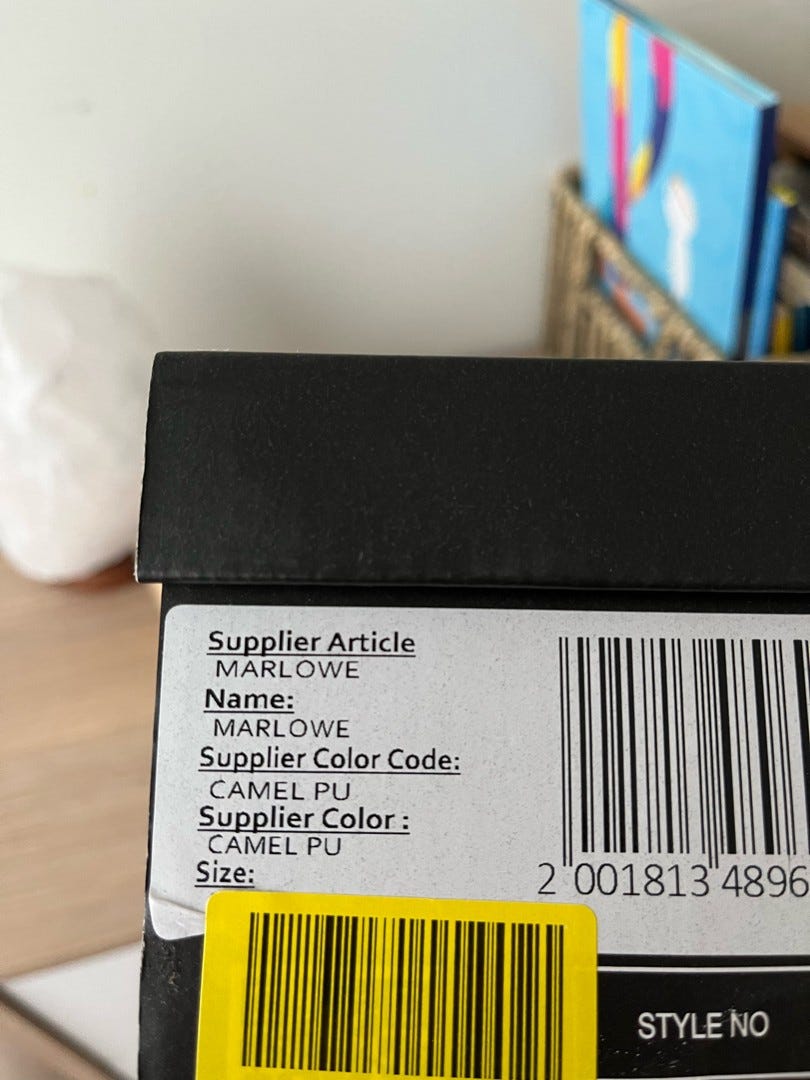 Supplier Article
MARLOWE
Name:
MARLOWE
Supplier Color Code:
CAMEL PU
Supplier Color :
CAMEL PU
Size:
2 001813 4896
STYLE NO